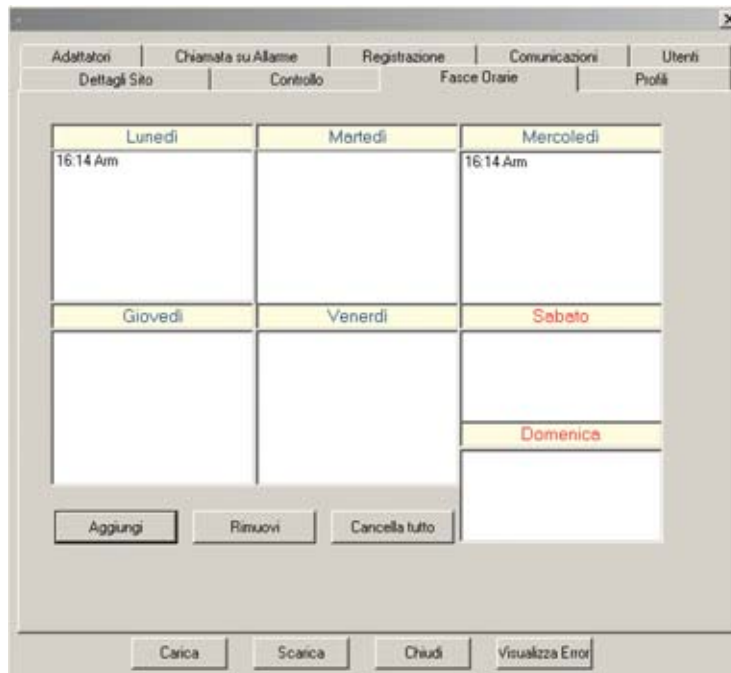 Adattatori Chiamata su Allarme Registrazione Comunicazioni Utenti
Dettagli Sito Controllo Fasce Orarie Profili
Lunedì Martedì Mercoledì
16:14 Arm 16:14 Arm
Giovedì Venerdì Sabato
Domenica
Aggiungi Rimuovi Cancella tutto
Carica Scarica Chiudi Visualizza Error